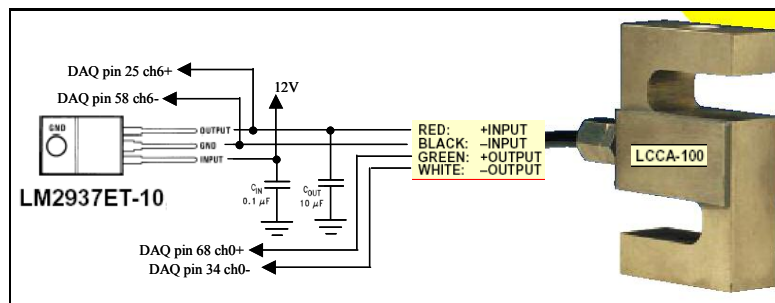 DAQ pin 25 ch6+
DAQ pin 58 ch6-
12V
GND
OUTPUT
GND
INPUT
LM2937ET-10
CIN
0.1 µF
COUT
10 µF
RED: +INPUT
BLACK: –INPUT
GREEN: +OUTPUT
WHITE: –OUTPUT
LCCA-100
DAQ pin 68 ch0+
DAQ pin 34 ch0-